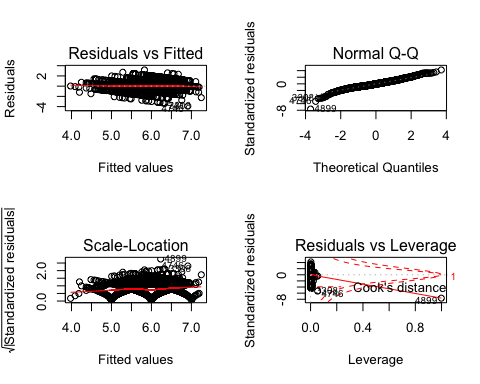 Residuals vs Fitted
Residuals
-4 0 2
4.0 5.0 6.0 7.0
Fitted values
Normal Q-Q
Standardized residuals
-8 0
4899
-4 -2 0 2 4
Theoretical Quantiles
Scale-Location
√|Standardized residuals|
0.0 2.0
4899
4.0 5.0 6.0 7.0
Fitted values
Residuals vs Leverage
Standardized residuals
-8 0
1
Cook's distance
4746
4899
0.0 0.4 0.8
Leverage